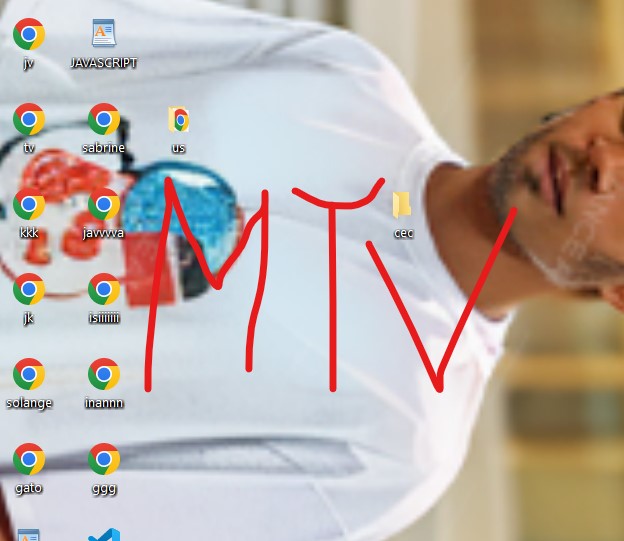 jv JAVASCRIPT
tv sabrine us
kkk javvvva cec
MTV
jk isiiiiiii
solange inannn
gato ggg